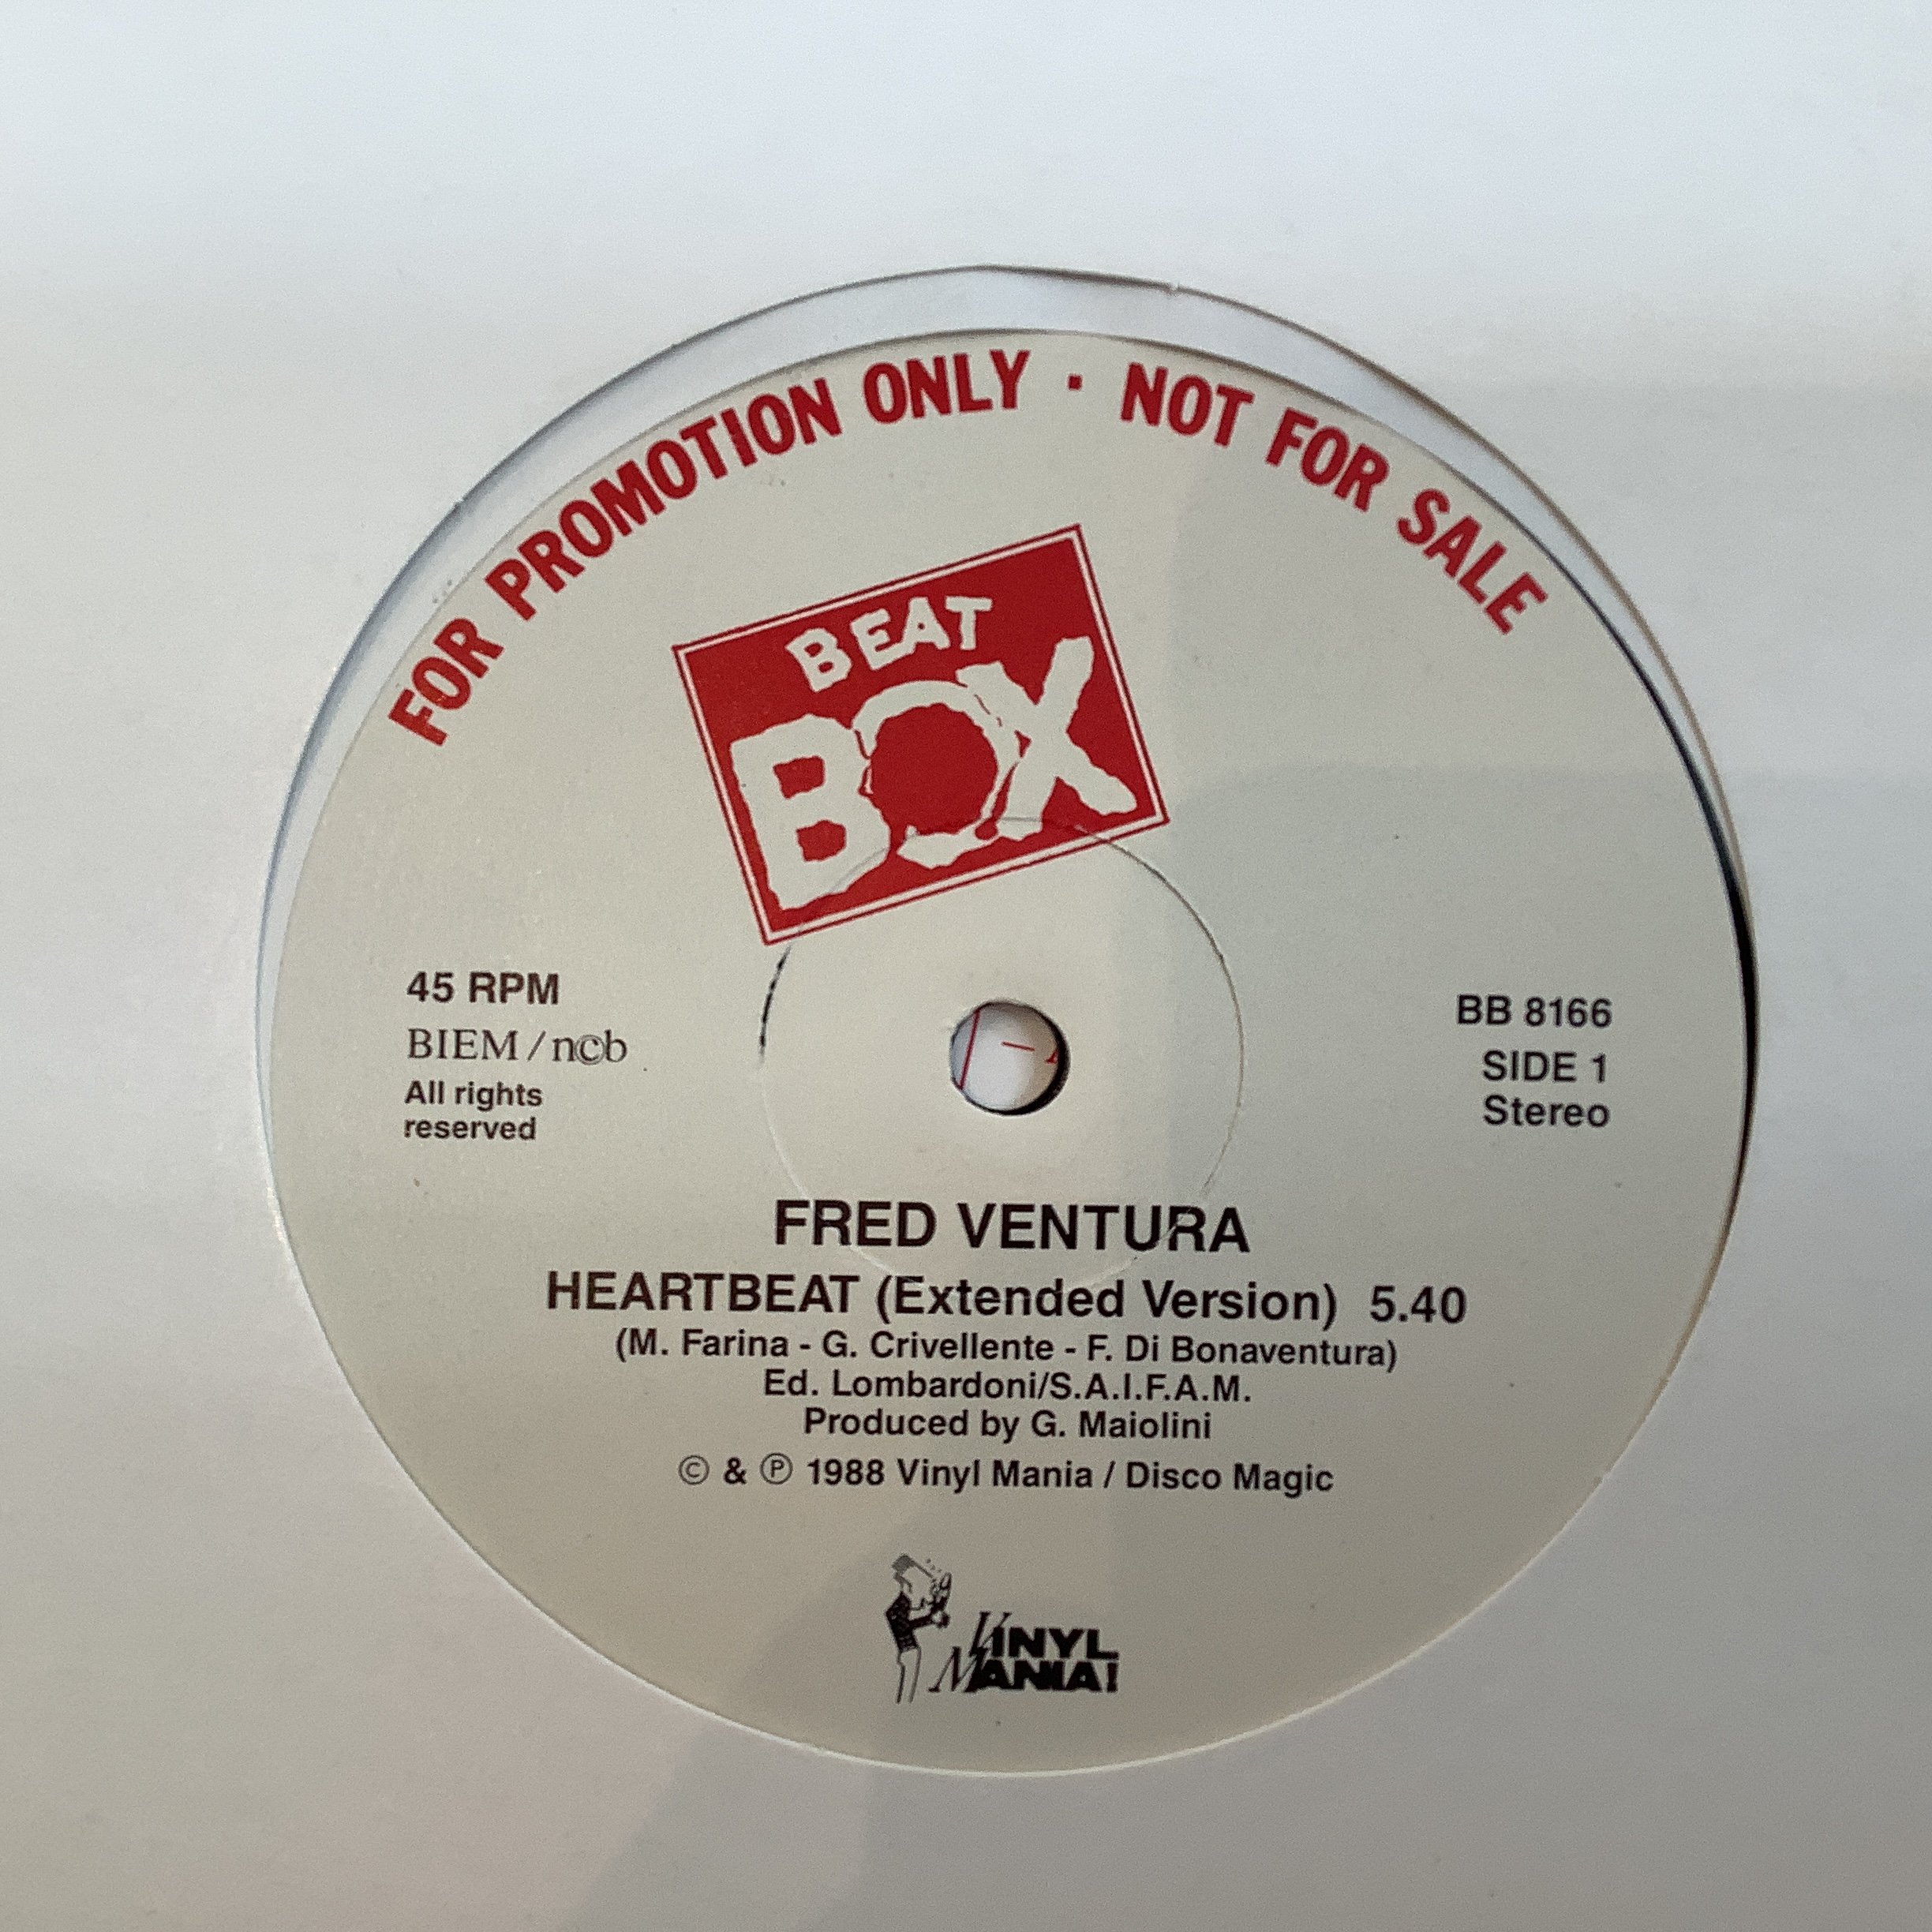 FOR PROMOTION ONLY · NOT FOR SALE
BEAT
BOX
45 RPM
BIEM/ncb
All rights
reserved
BB 8166
SIDE 1
Stereo
FRED VENTURA
HEARTBEAT (Extended Version) 5.40
(M. Farina - G. Crivellente - F. Di Bonaventura)
Ed. Lombardoni/S.A.I.F.A.M.
Produced by G. Maiolini
© & ℗ 1988 Vinyl Mania / Disco Magic
VINYL
MANIA!